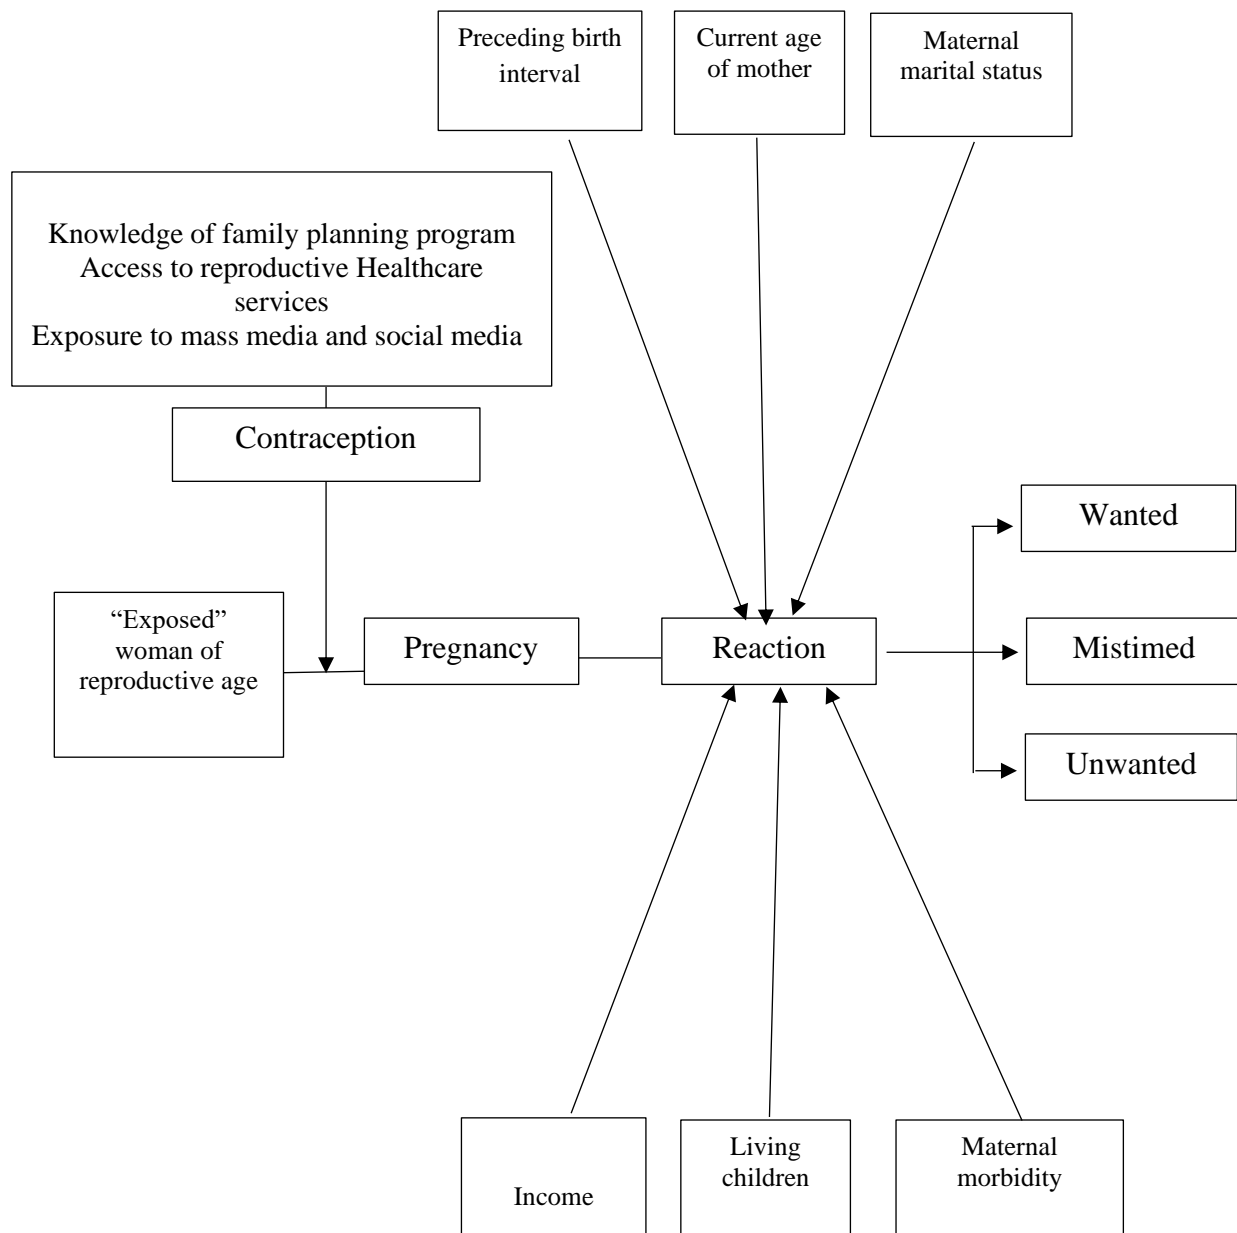 Preceding birth
interval
Current age
of mother
Maternal
marital status
Knowledge of family planning program
Access to reproductive Healthcare
services
Exposure to mass media and social media
Contraception
Wanted
“Exposed”
woman of
reproductive age
Pregnancy
Reaction
Mistimed
Unwanted
Income
Living
children
Maternal
morbidity